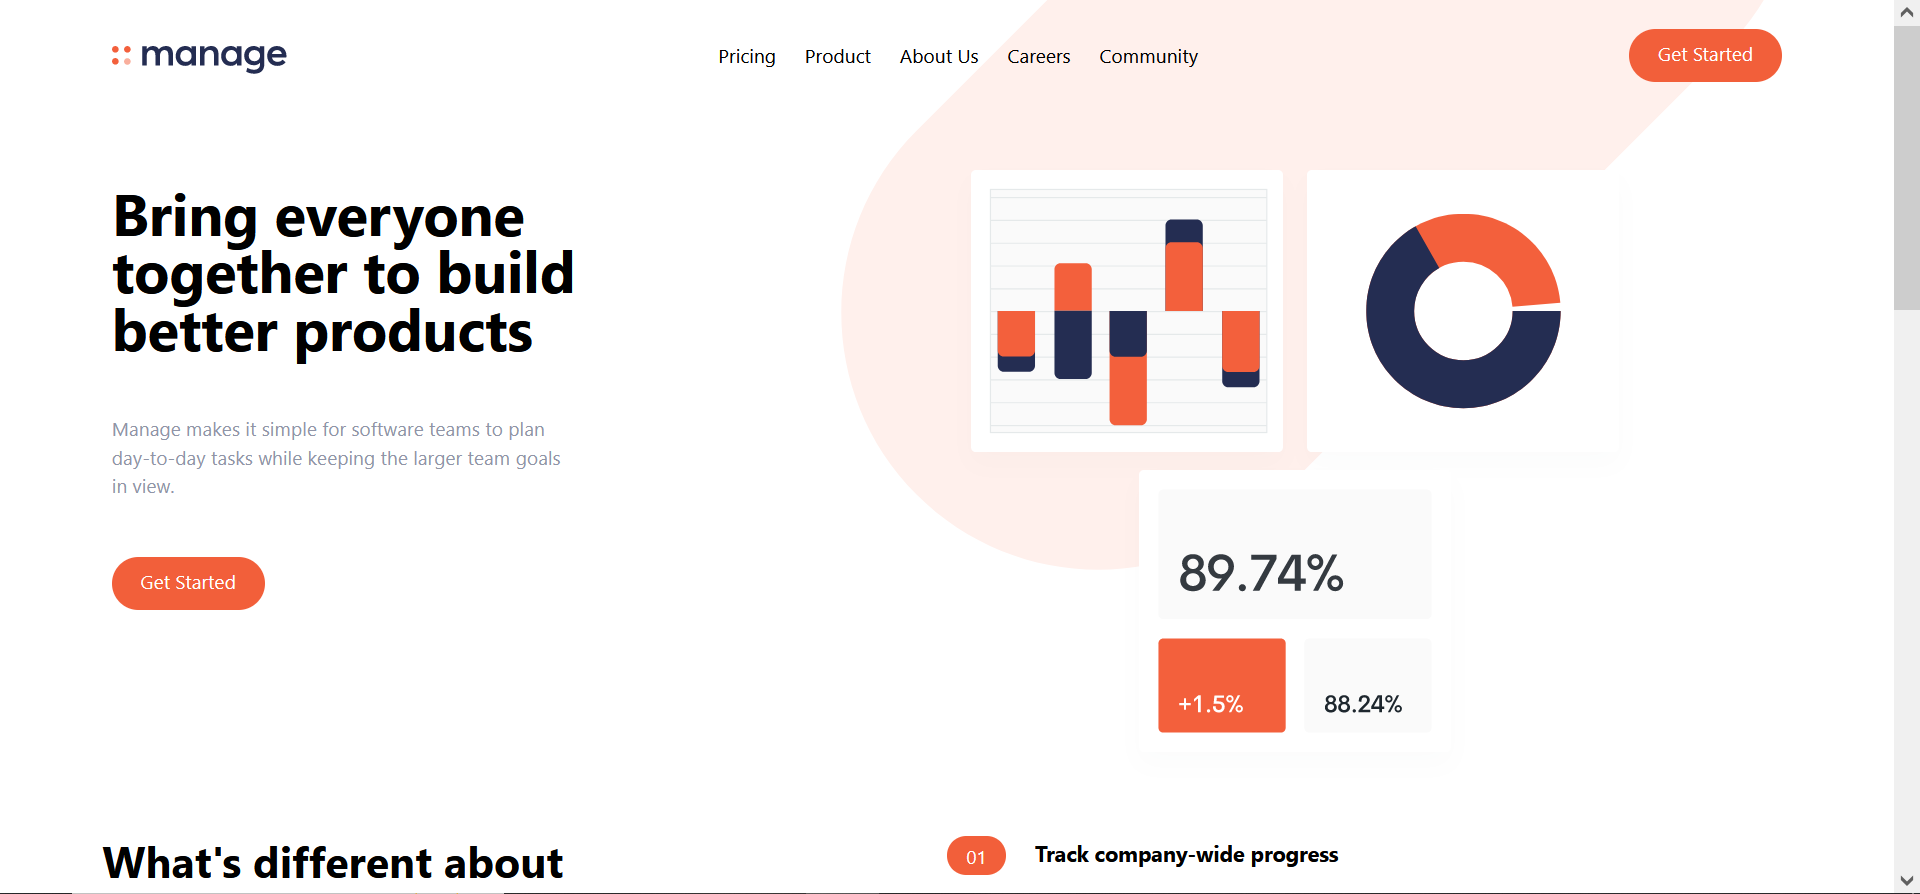 manage
Pricing Product About Us Careers Community
Get Started
Bring everyone
together to build
better products
Manage makes it simple for software teams to plan
day-to-day tasks while keeping the larger team goals
in view.
Get Started
89.74%
+1.5% 88.24%
What's different about
01 Track company-wide progress